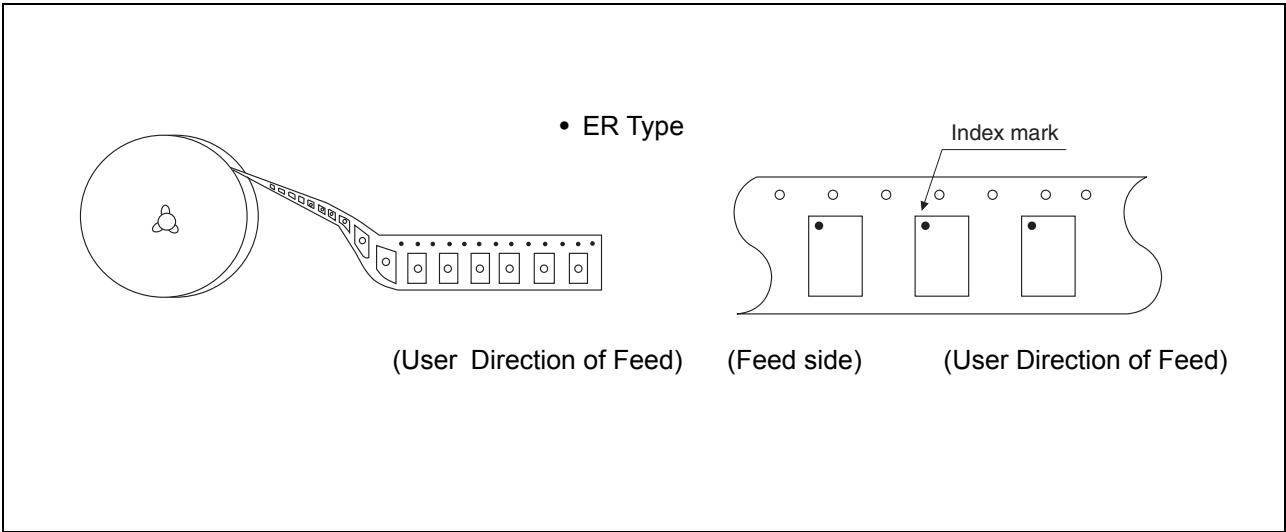 • ER Type
Index mark
(User Direction of Feed)
(Feed side)
(User Direction of Feed)